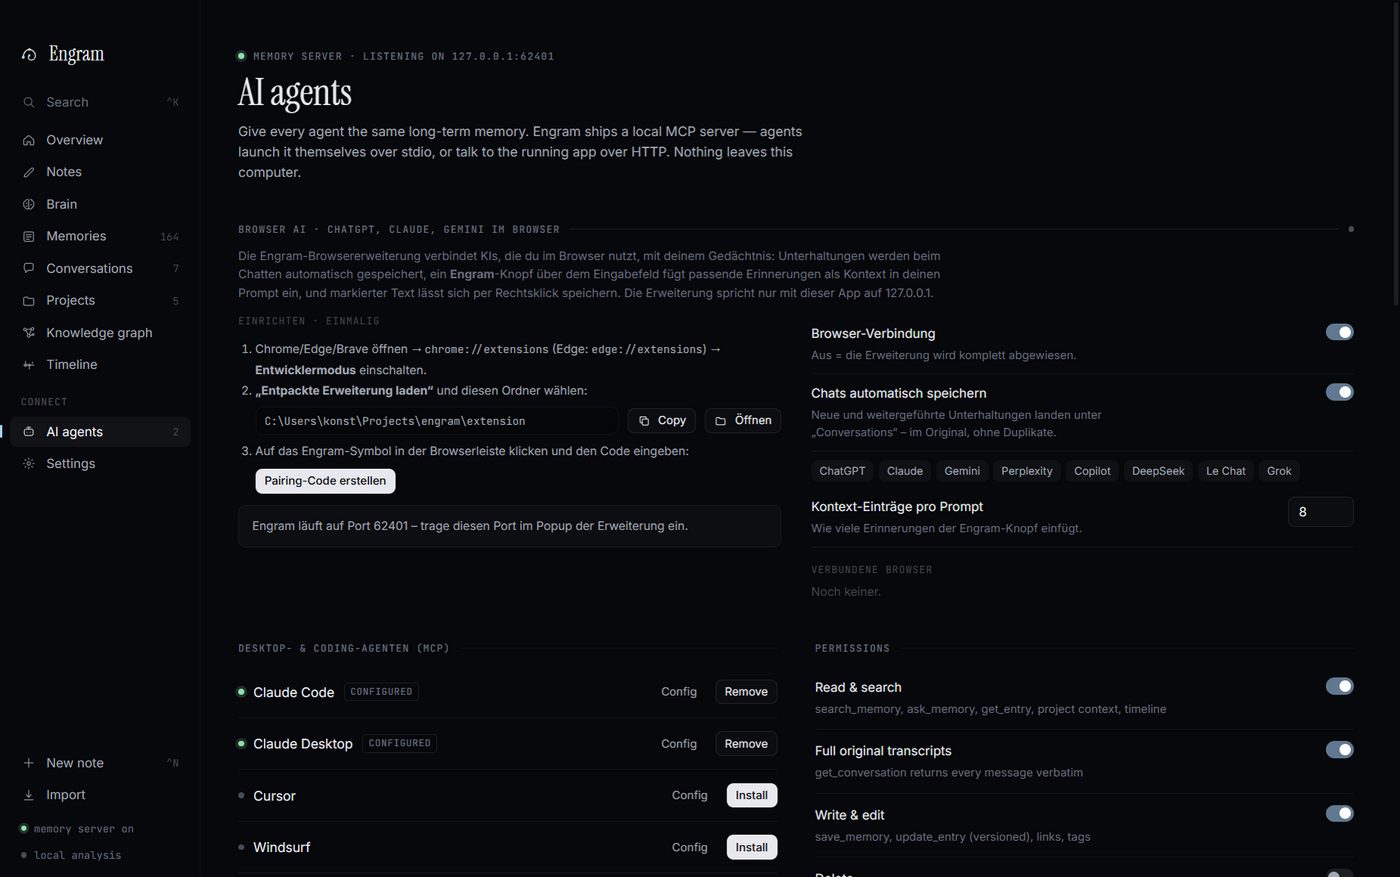 Engram
Search ^K
Overview
Notes
Brain
Memories 164
Conversations 7
Projects 5
Knowledge graph
Timeline
CONNECT
AI agents 2
Settings
New note ^N
Import
memory server on
local analysis
MEMORY SERVER · LISTENING ON 127.0.0.1:62401
AI agents
Give every agent the same long-term memory. Engram ships a local MCP server — agents
launch it themselves over stdio, or talk to the running app over HTTP. Nothing leaves this
computer.
BROWSER AI · CHATGPT, CLAUDE, GEMINI IM BROWSER
Die Engram-Browsererweiterung verbindet KIs, die du im Browser nutzt, mit deinem Gedächtnis: Unterhaltungen werden beim
Chatten automatisch gespeichert, ein Engram-Knopf über dem Eingabefeld fügt passende Erinnerungen als Kontext in deinen
Prompt ein, und markierter Text lässt sich per Rechtsklick speichern. Die Erweiterung spricht nur mit dieser App auf 127.0.0.1.
EINRICHTEN · EINMALIG
1. Chrome/Edge/Brave öffnen → chrome://extensions (Edge: edge://extensions) →
Entwicklermodus einschalten.
2. „Entpackte Erweiterung laden“ und diesen Ordner wählen:
C:\Users\konst\Projects\engram\extension Copy Öffnen
3. Auf das Engram-Symbol in der Browserleiste klicken und den Code eingeben:
Pairing-Code erstellen
Engram läuft auf Port 62401 – trage diesen Port im Popup der Erweiterung ein.
Browser-Verbindung
Aus = die Erweiterung wird komplett abgewiesen.
Chats automatisch speichern
Neue und weitergeführte Unterhaltungen landen unter
„Conversations“ – im Original, ohne Duplikate.
ChatGPT Claude Gemini Perplexity Copilot DeepSeek Le Chat Grok
Kontext-Einträge pro Prompt 8
Wie viele Erinnerungen der Engram-Knopf einfügt.
VERBUNDENE BROWSER
Noch keiner.
DESKTOP- & CODING-AGENTEN (MCP)
Claude Code CONFIGURED Config Remove
Claude Desktop CONFIGURED Config Remove
Cursor Config Install
Windsurf Config Install
PERMISSIONS
Read & search
search_memory, ask_memory, get_entry, project context, timeline
Full original transcripts
get_conversation returns every message verbatim
Write & edit
save_memory, update_entry (versioned), links, tags